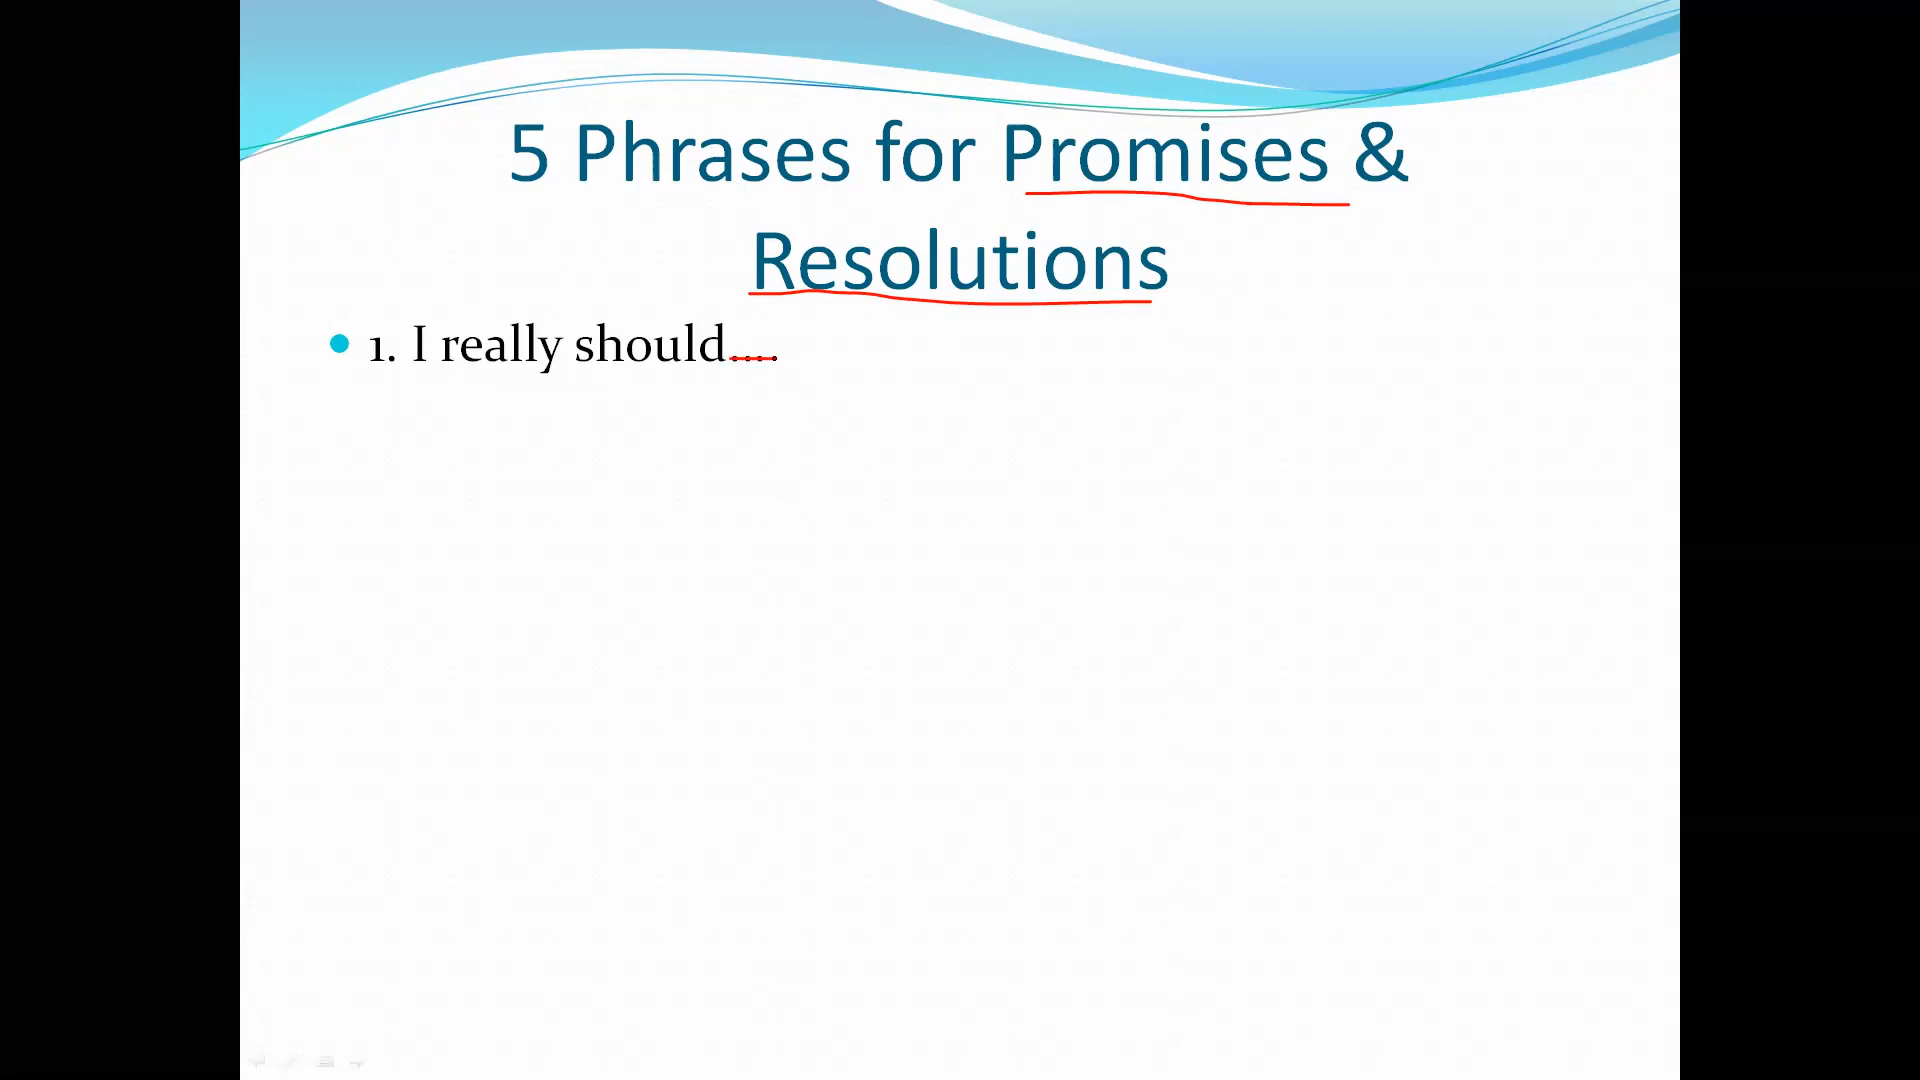 5 Phrases for Promises &
Resolutions
1. I really should….